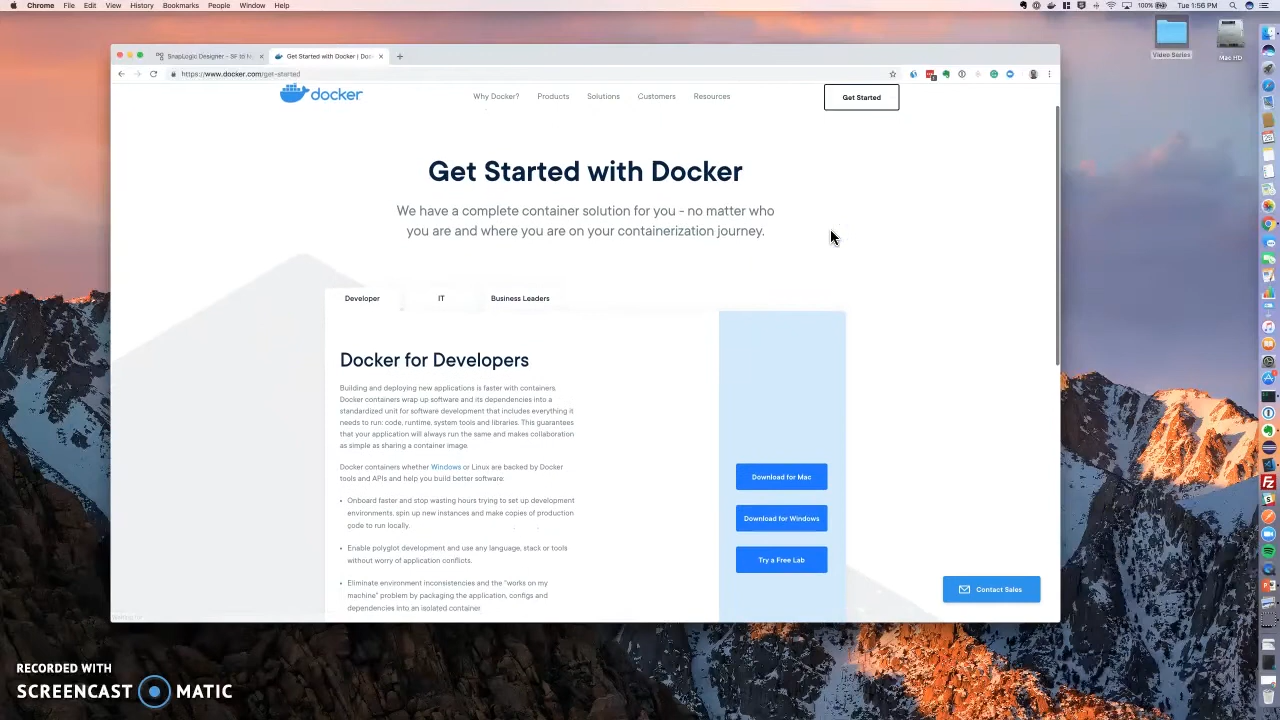 Chrome File Edit View History Bookmarks People Window Help 100% Tue 1:56 PM
Video Series
Mac HD
SnapLogic Designer - SF to
Get Started with Docker | Doc
https://www.docker.com/get-started
docker Why Docker? Products Solutions Customers Resources Get Started
Get Started with Docker
We have a complete container solution for you - no matter who
you are and where you are on your containerization journey.
Developer IT Business Leaders
Docker for Developers
Building and deploying new applications is faster with containers.
Docker containers wrap up software and its dependencies into a
standardized unit for software development that includes everything it
needs to run: code, runtime, system tools and libraries. This guarantees
that your application will always run the same and makes collaboration
as simple as sharing a container image.
Docker containers whether Windows or Linux are backed by Docker
tools and APIs and help you build better software:
• Onboard faster and stop wasting hours trying to set up development
environments, spin up new instances and make copies of production
code to run locally.
• Enable polyglot development and use any language, stack or tools
without worry of application conflicts.
• Eliminate environment inconsistencies and the "works on my
machine" problem by packaging the application, configs and
dependencies into an isolated container
Download for Mac
Download for Windows
Try a Free Lab
Contact Sales
RECORDED WITH
SCREENCAST MATIC